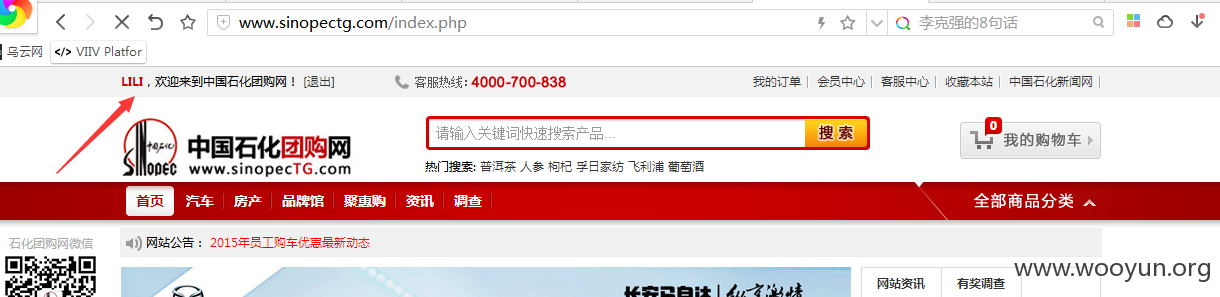 www.sinopectg.com/index.php
李克强的8句话
乌云网 </> VIIV Platfor
LILI，欢迎来到中国石化团购网！ [退出] 客服热线: 4000-700-838 我的订单 | 会员中心 | 客服中心 | 收藏本站 | 中国石化新闻网 |
SINOPEC
中国石化团购网
www.sinopecTG.com
请输入关键词快速搜索产品... 搜 索
0 我的购物车
热门搜索: 普洱茶 人参 枸杞 孚日家纺 飞利浦 葡萄酒
首页 汽车 房产 品牌馆 聚惠购 资讯 调查 全部商品分类
石化团购网微信
网站公告： 2015年员工购车优惠最新动态
网站资讯 有奖调查
www.wooyun.org